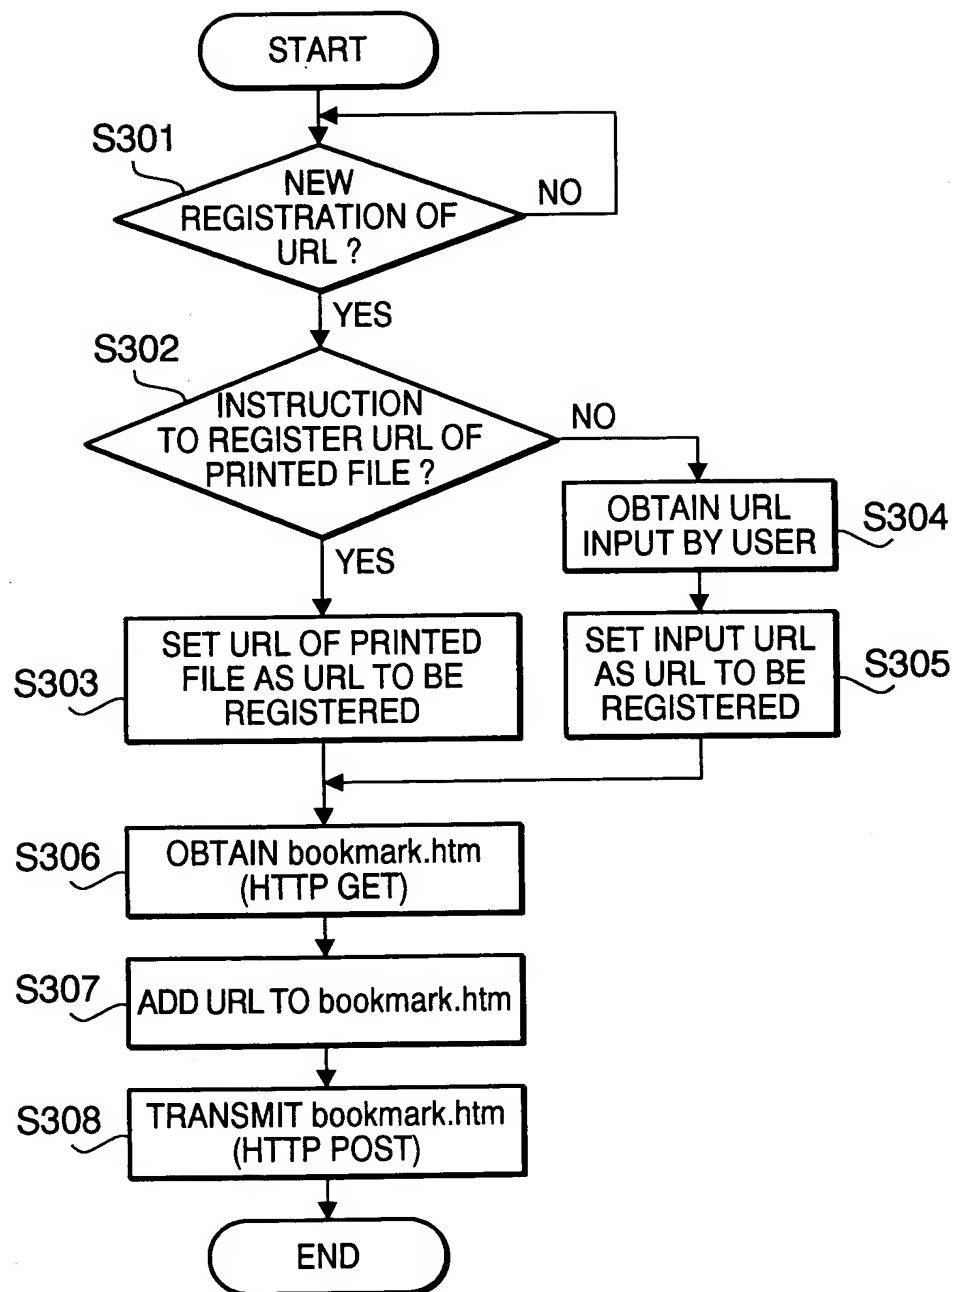 START
S301
NEW
REGISTRATION OF
URL ?
NO
YES
S302
INSTRUCTION
TO REGISTER URL OF
PRINTED FILE ?
NO
YES
OBTAIN URL
INPUT BY USER
S304
S303
SET URL OF PRINTED
FILE AS URL TO BE
REGISTERED
SET INPUT URL
AS URL TO BE
REGISTERED
S305
S306
OBTAIN bookmark.htm
(HTTP GET)
S307
ADD URL TO bookmark.htm
S308
TRANSMIT bookmark.htm
(HTTP POST)
END